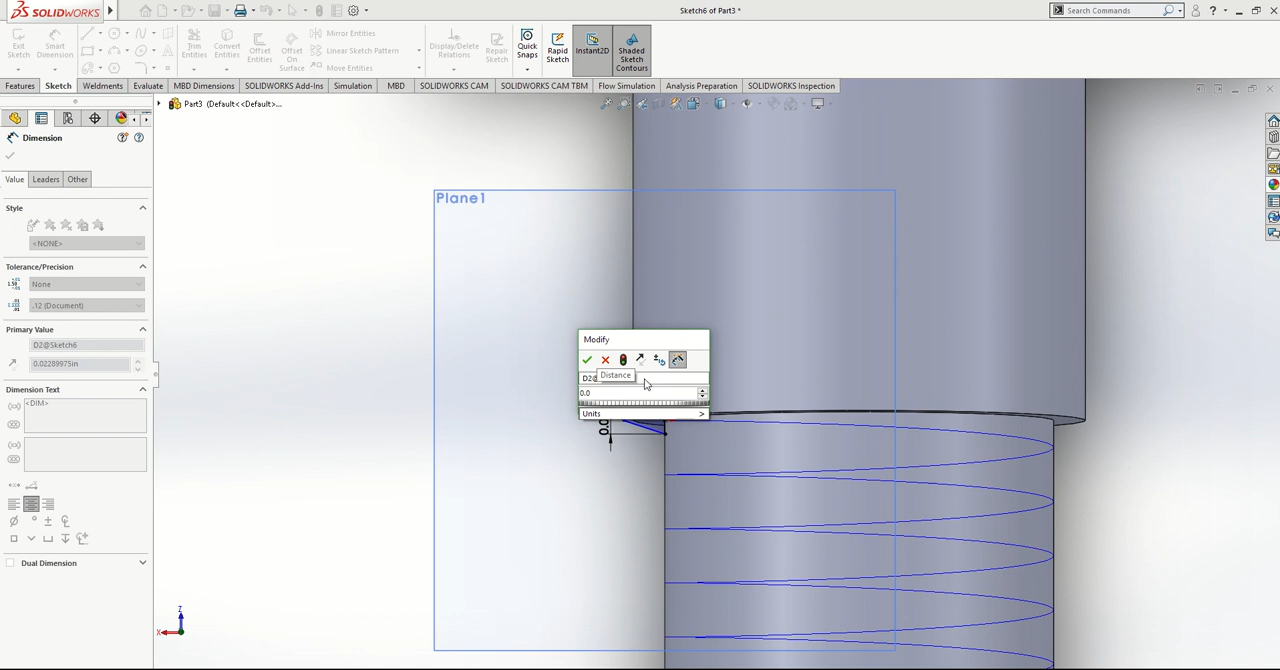 SOLIDWORKS
Sketch6 of Part3 *
Search Commands
Exit Sketch
Smart Dimension
Trim Entities
Convert Entities
Offset Entities
Offset On Surface
Mirror Entities
Linear Sketch Pattern
Move Entities
Display/Delete Relations
Repair Sketch
Quick Snaps
Rapid Sketch
Instant2D
Shaded Sketch Contours
Features
Sketch
Weldments
Evaluate
MBD Dimensions
SOLIDWORKS Add-Ins
Simulation
MBD
SOLIDWORKS CAM
SOLIDWORKS CAM TBM
Flow Simulation
Analysis Preparation
SOLIDWORKS Inspection
Part3 (Default<<Default>...
Dimension
Value
Leaders
Other
Style
<NONE>
Tolerance/Precision
None
.12 (Document)
Primary Value
D2@Sketch6
0.02289975in
Dimension Text
<DIM>
Dual Dimension
Plane1
Modify
Distance
D2@
0.0
Units >
0.0
X
Z